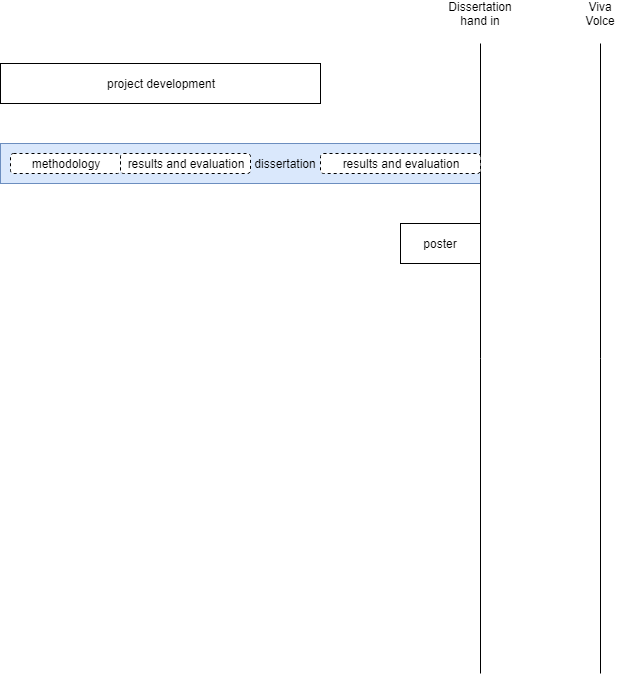 Dissertation
hand in
Viva
Volce
project development
methodology
results and evaluation
dissertation
results and evaluation
poster